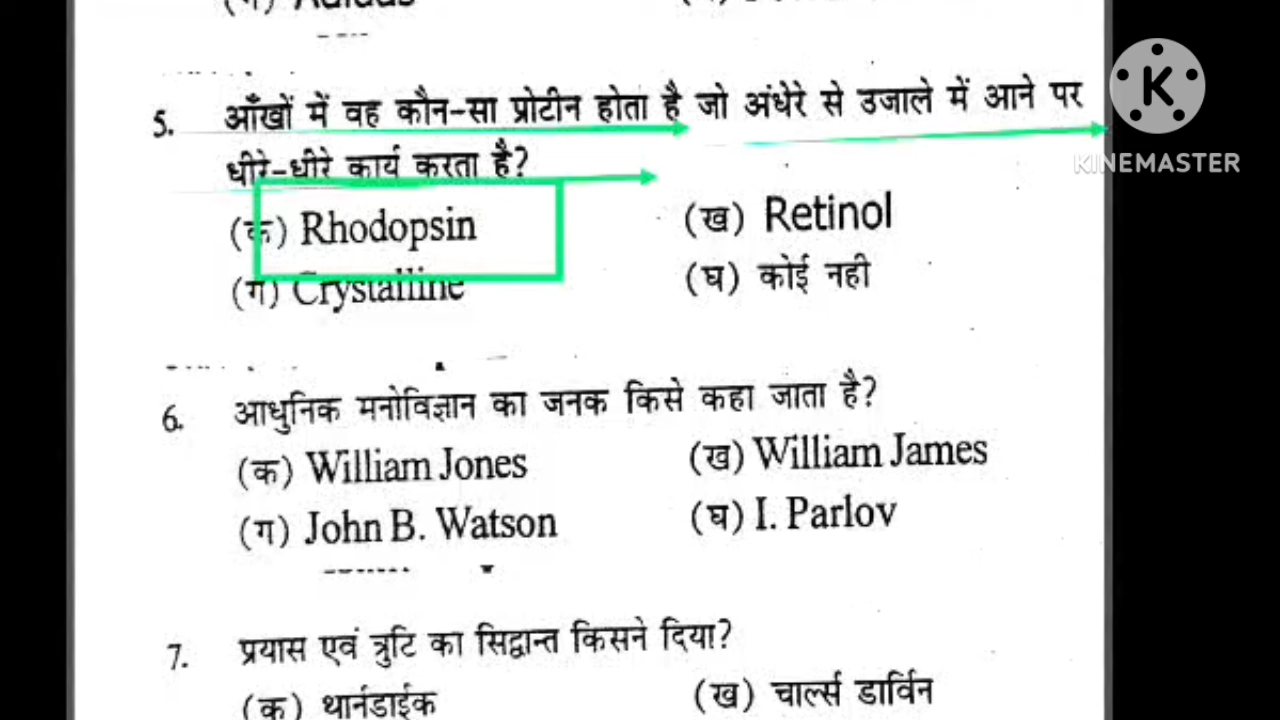 5. आँखों में वह कौन-सा प्रोटीन होता है जो अंधेरे से उजाले में आने पर
धीरे-धीरे कार्य करता है?
(क) Rhodopsin (ख) Retinol
(ग) Crystalline (घ) कोई नही
6. आधुनिक मनोविज्ञान का जनक किसे कहा जाता है?
(क) William Jones (ख) William James
(ग) John B. Watson (घ) I. Parlov
7. प्रयास एवं त्रुटि का सिद्वान्त किसने दिया?
(क) थार्नडाईक (ख) चार्ल्स डार्विन
K
KINEMASTER